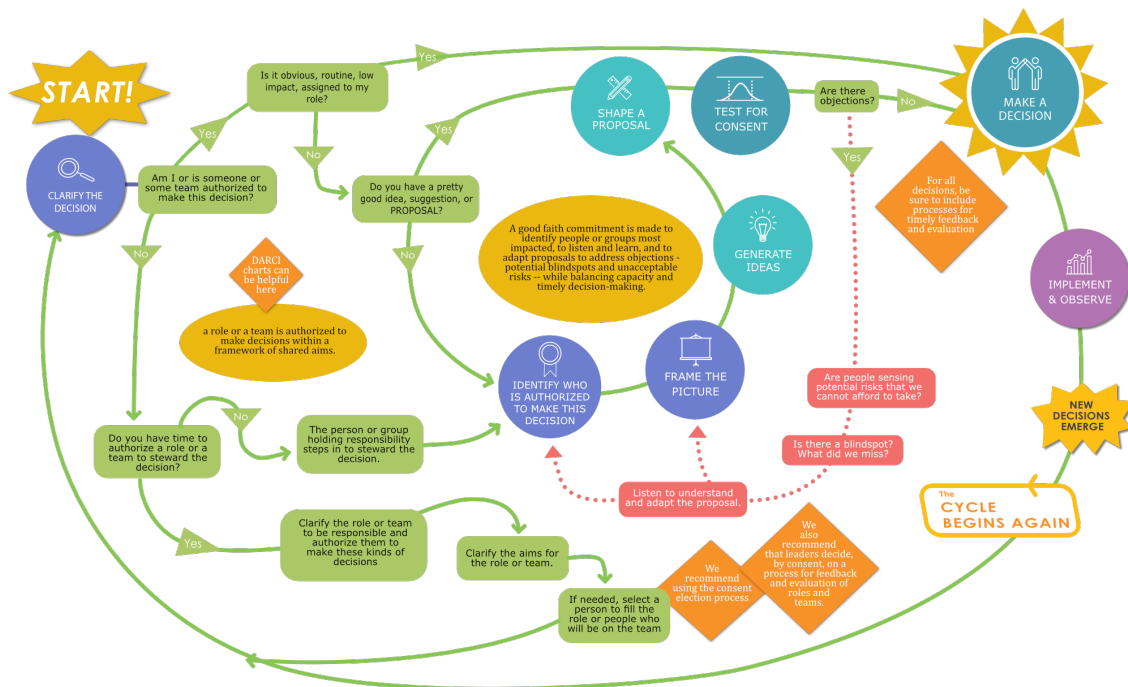 START!
CLARIFY THE
DECISION
Am I or is someone or
some team authorized to
make this decision?
Yes
Is it obvious, routine, low
impact, assigned to my
role?
Yes
No
Do you have a pretty
good idea, suggestion, or
PROPOSAL?
Yes
SHAPE A
PROPOSAL
TEST FOR
CONSENT
Are there
objections?
No
MAKE A
DECISION
Yes
For all
decisions, be
sure to include
processes for
timely feedback
and evaluation
No
No
DARCI
charts can
be helpful
here
a role or a team is authorized to
make decisions within a
framework of shared aims.
A good faith commitment is made to
identify people or groups most
impacted, to listen and learn, and to
adapt proposals to address objections -
potential blindspots and unacceptable
risks -- while balancing capacity and
timely decision-making.
GENERATE
IDEAS
IMPLEMENT
& OBSERVE
IDENTIFY WHO
IS AUTHORIZED
TO MAKE THIS
DECISION
FRAME THE
PICTURE
Are people sensing
potential risks that we
cannot afford to take?
Is there a blindspot?
What did we miss?
Listen to understand
and adapt the proposal.
NEW
DECISIONS
EMERGE
The
CYCLE
BEGINS AGAIN
Do you have time to
authorize a role or a
team to steward the
decision?
No
The person or group
holding responsibility
steps in to steward the
decision.
Yes
Clarify the role or team
to be responsible and
authorize them to
make these kinds of
decisions
Clarify the aims for
the role or team.
If needed, select a
person to fill the
role or people who
will be on the team
We
recommend
using the consent
election process
We
also
recommend
that leaders decide,
by consent, on a
process for feedback
and evaluation of
roles and
teams.